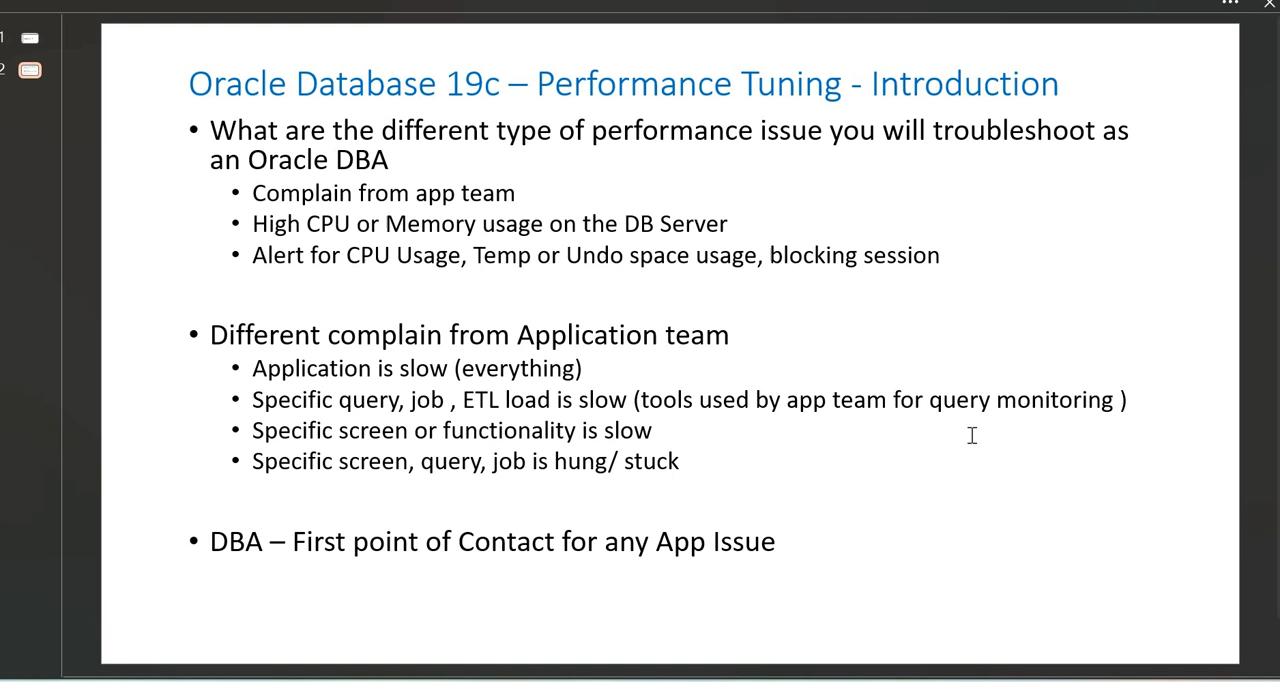 1
2
Oracle Database 19c – Performance Tuning - Introduction
• What are the different type of performance issue you will troubleshoot as
an Oracle DBA
• Complain from app team
• High CPU or Memory usage on the DB Server
• Alert for CPU Usage, Temp or Undo space usage, blocking session
• Different complain from Application team
• Application is slow (everything)
• Specific query, job , ETL load is slow (tools used by app team for query monitoring )
• Specific screen or functionality is slow
• Specific screen, query, job is hung/ stuck
• DBA – First point of Contact for any App Issue